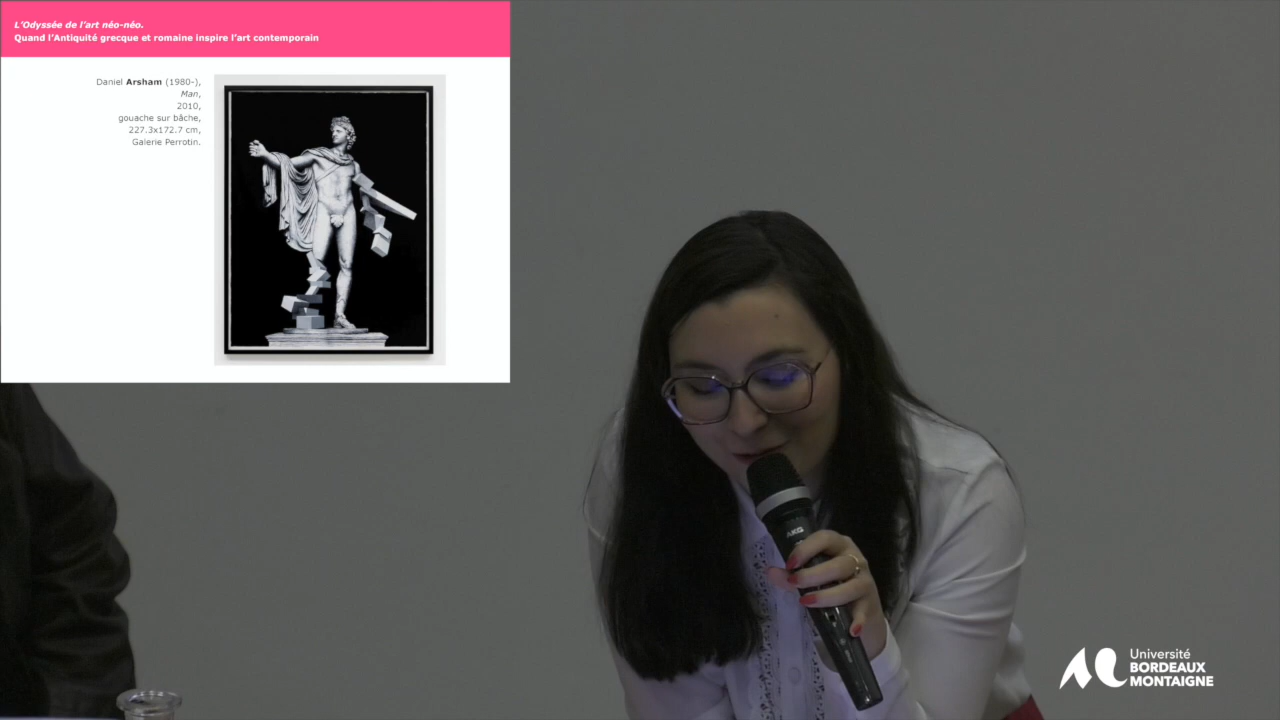 L'Odyssée de l'art néo-néo.
Quand l'Antiquité grecque et romaine inspire l'art contemporain
Daniel Arsham (1980-),
Man,
2010,
gouache sur bâche,
227.3x172.7 cm,
Galerie Perrotin.
AKG
Université
BORDEAUX
MONTAIGNE